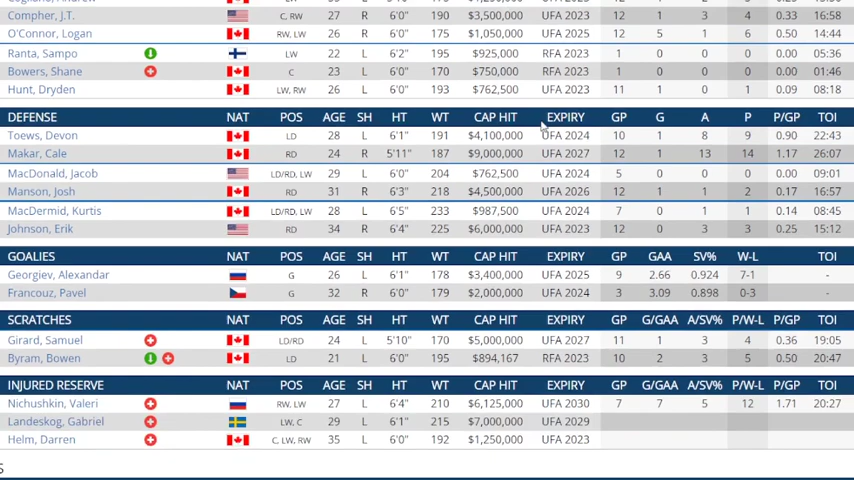 Compher, J.T. C, RW 27 R 6'0" 190 $3,500,000 UFA 2023 12 1 3 4 0.33 16:58
O'Connor, Logan RW, LW 26 R 6'0" 175 $1,050,000 UFA 2025 12 5 1 6 0.50 14:44
Ranta, Sampo LW 22 L 6'2" 195 $925,000 RFA 2023 1 0 0 0 0.00 05:36
Bowers, Shane C 23 L 6'0" 170 $750,000 RFA 2023 1 0 0 0 0.00 01:46
Hunt, Dryden LW, RW 26 L 6'0" 193 $762,500 UFA 2023 11 1 0 1 0.09 08:18
DEFENSE NAT POS AGE SH HT WT CAP HIT EXPIRY GP G A P P/GP TOI
Toews, Devon LD 28 L 6'1" 191 $4,100,000 UFA 2024 10 1 8 9 0.90 22:43
Makar, Cale RD 24 R 5'11" 187 $9,000,000 UFA 2027 12 1 13 14 1.17 26:07
MacDonald, Jacob LD/RD, LW 29 L 6'0" 204 $762,500 UFA 2024 5 0 0 0 0.00 09:01
Manson, Josh RD 31 R 6'3" 218 $4,500,000 UFA 2026 12 1 1 2 0.17 16:57
MacDermid, Kurtis LD/RD, LW 28 L 6'5" 233 $987,500 UFA 2024 7 0 1 1 0.14 08:45
Johnson, Erik RD 34 R 6'4" 225 $6,000,000 UFA 2023 12 0 3 3 0.25 15:12
GOALIES NAT POS AGE SH HT WT CAP HIT EXPIRY GP GAA SV% W-L TOI
Georgiev, Alexandar G 26 L 6'1" 178 $3,400,000 UFA 2025 9 2.66 0.924 7-1 -
Francouz, Pavel G 32 R 6'0" 179 $2,000,000 UFA 2024 3 3.09 0.898 0-3 -
SCRATCHES NAT POS AGE SH HT WT CAP HIT EXPIRY GP G/GAA A/SV% P/W-L P/GP TOI
Girard, Samuel LD/RD 24 L 5'10" 170 $5,000,000 UFA 2027 11 1 3 4 0.36 19:05
Byram, Bowen LD 21 L 6'0" 195 $894,167 RFA 2023 10 2 3 5 0.50 20:47
INJURED RESERVE NAT POS AGE SH HT WT CAP HIT EXPIRY GP G/GAA A/SV% P/W-L P/GP TOI
Nichushkin, Valeri RW, LW 27 L 6'4" 210 $6,125,000 UFA 2030 7 7 5 12 1.71 20:27
Landeskog, Gabriel LW, C 29 L 6'1" 215 $7,000,000 UFA 2029
Helm, Darren C, LW, RW 35 L 6'0" 192 $1,250,000 UFA 2023
S